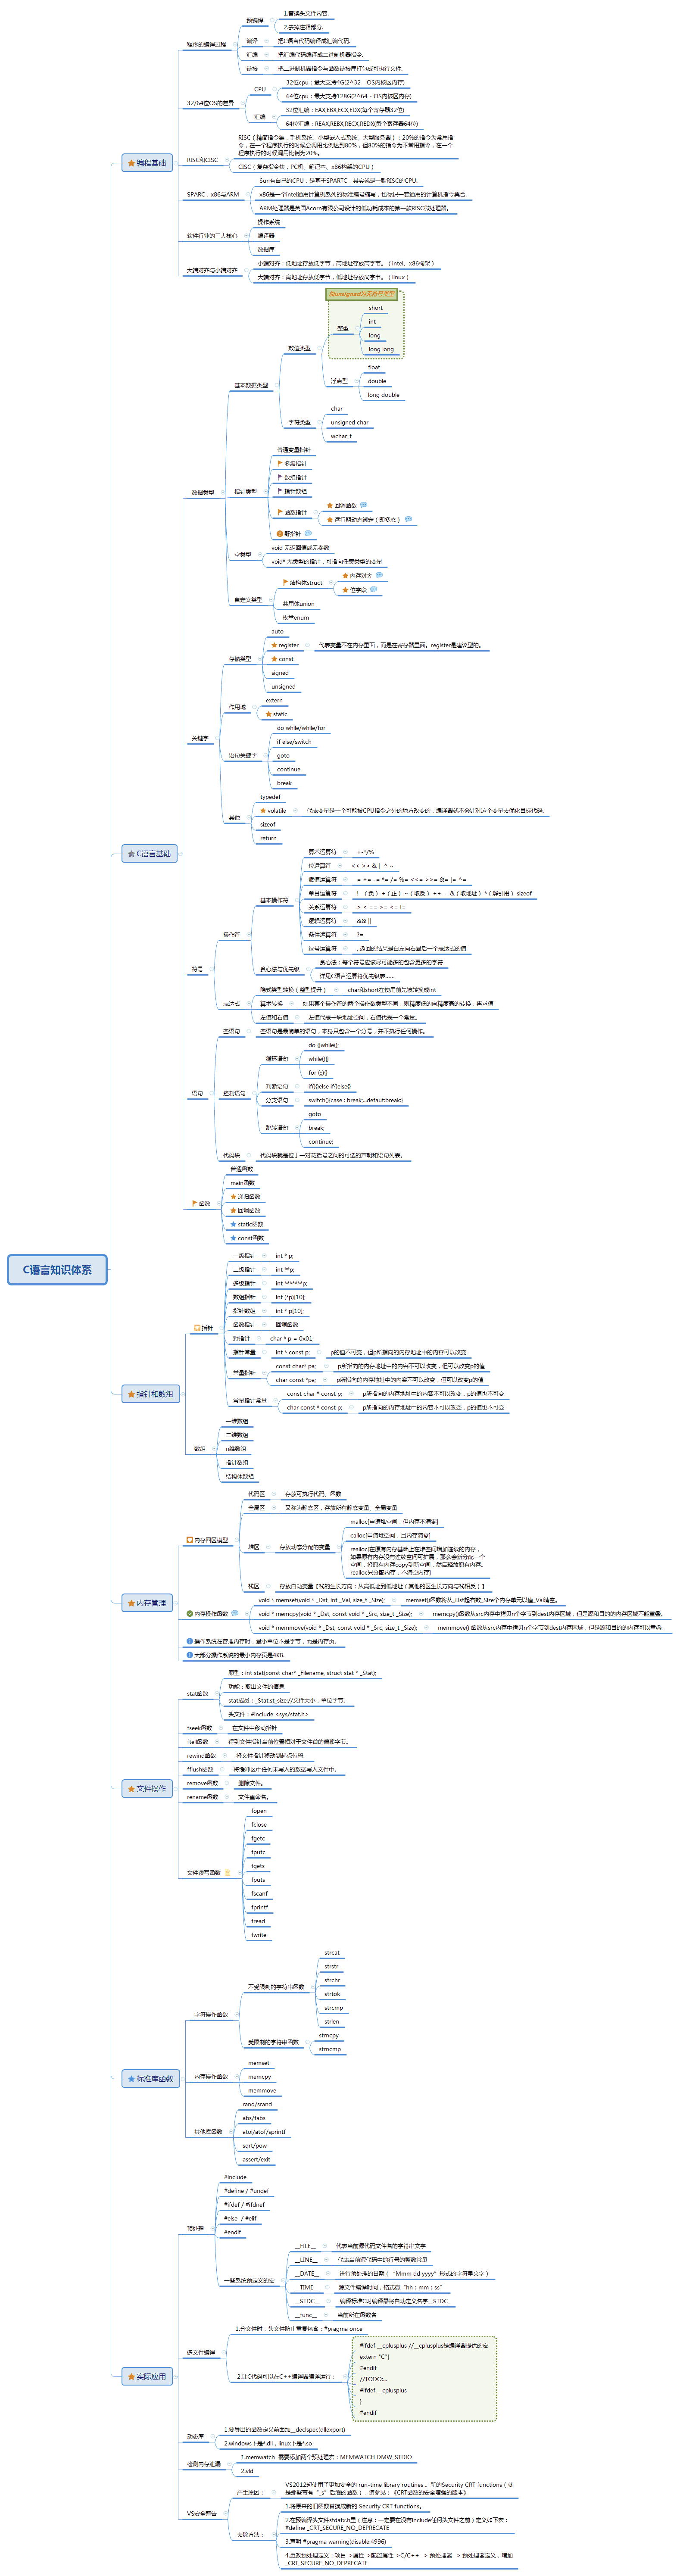 C语言知识体系
编程基础
程序的编译过程
预编译
1.替换头文件内容.
2.去掉注释部分.
编译
把C语言代码编译成汇编代码.
汇编
把汇编代码编译成二进制机器指令.
链接
把二进制机器指令与函数链接库打包成可执行文件.
32/64位OS的差异
CPU
32位cpu：最大支持4G(2^32 - OS内核区内存)
64位cpu：最大支持128G(2^64 - OS内核区内存)
汇编
32位汇编：EAX,EBX,ECX,EDX(每个寄存器32位)
64位汇编：REAX,REBX,RECX,REDX(每个寄存器64位)
RISC和CISC
RISC（精简指令集，手机系统、小型嵌入式系统、大型服务器）：20%的指令为常用指
令，在一个程序执行的时候会调用比例达到80%，但80%的指令为不常用指令，在一个
程序执行的时候调用比例为20%。
CISC（复杂指令集，PC机、笔记本、x86构架的CPU）
SPARC、x86与ARM
Sun有自己的CPU，是基于SPARTC，其实就是一款RISC的CPU.
x86是一个intel通用计算机系列的标准编号缩写，也标识一套通用的计算机指令集合.
ARM处理器是英国Acorn有限公司设计的低功耗成本的第一款RISC微处理器。
软件行业的三大核心
操作系统
编译器
数据库
大端对齐与小端对齐
小端对齐：低地址存放低字节，高地址存放高字节。（intel、x86构架）
大端对齐：高地址存放低字节，低地址存放高字节。（linux）
C语言基础
数据类型
基本数据类型
数值类型
加unsigned为无符号类型
整型
short
int
long
long long
浮点型
float
double
long double
字符类型
char
unsigned char
wchar_t
指针类型
普通变量指针
多级指针
数组指针
指针数组
函数指针
回调函数
运行期动态绑定（即多态）
野指针
空类型
void 无返回值或无参数
void* 无类型的指针，可指向任意类型的变量
自定义类型
结构体struct
内存对齐
位字段
共用体union
枚举enum
关键字
存储类型
auto
register
代表变量不在内存里面，而是在寄存器里面。register是建议型的。
const
signed
unsigned
作用域
extern
static
语句关键字
do while/while/for
if else/switch
goto
continue
break
其他
typedef
volatile
代表变量是一个可能被CPU指令之外的地方改变的，编译器就不会针对这个变量去优化目标代码.
sizeof
return
符号
操作符
基本操作符
算术运算符
+-*/%
位运算符
<< >> & | ^ ~
赋值运算符
= += -= *= /= %= <<= >>= &= |= ^=
单目运算符
! -（负） +（正） ~（取反） ++ -- &（取地址） *（解引用） sizeof
关系运算符
> < == >= <= !=
逻辑运算符
&& ||
条件运算符
?=
逗号运算符
, 返回的结果是自左向右最后一个表达式的值
贪心法与优先级
贪心法：每个符号应该尽可能多的包含更多的字符
详见C语言运算符优先级表......
表达式
隐式类型转换（整型提升）
char和short在使用前先被转换成int
算术转换
如果某个操作符的两个操作数类型不同，则精度低的向精度高的转换，再求值
左值和右值
左值代表一块地址空间，右值代表一个常量。
语句
空语句
空语句是最简单的语句，本身只包含一个分号，并不执行任何操作。
控制语句
循环语句
do {}while();
while(){}
for (;;){}
判断语句
if(){}else if(){}else{}
分支语句
switch(){case : break;...defaut:break;}
跳转语句
goto
break;
continue;
代码块
代码块就是位于一对花括号之间的可选的声明和语句列表。
函数
普通函数
main函数
递归函数
回调函数
static函数
const函数
指针和数组
指针
一级指针
int * p;
二级指针
int **p;
多级指针
int *******p;
数组指针
int (*p)[10];
指针数组
int * p[10];
函数指针
回调函数
野指针
char * p = 0x01;
指针常量
int * const p;
p的值不可变，但p所指向的内存地址中的内容可以改变
常量指针
const char* pa;
p所指向的内存地址中的内容不可以改变，但可以改变p的值
char const *pa;
p所指向的内存地址中的内容不可以改变，但可以改变p的值
常量指针常量
const char * const p;
p所指向的内存地址中的内容不可以改变，p的值也不可变
char const * const p;
p所指向的内存地址中的内容不可以改变，p的值也不可变
数组
一维数组
二维数组
n维数组
指针数组
结构体数组
内存管理
内存四区模型
代码区
存放可执行代码、函数
全局区
又称为静态区，存放所有静态变量、全局变量
堆区
存放动态分配的变量
malloc[申请堆空间，但内存不清零]
calloc[申请堆空间，且内存清零]
realloc[在原有内存基础上在堆空间增加连续的内存，
如果原有内存没有连续空间可扩展，那么会新分配一个
空间，将原有内存copy到新空间，然后释放原有内存。
realloc只分配内存，不清空内存]
栈区
存放自动变量【栈的生长方向：从高低址到低地址（其他的区生长方向与栈相反）】
内存操作函数
void * memset(void * _Dst, int _Val, size_t _Size);
memset()函数将从_Dst起右数_Size个内存单元以值_Val清空。
void * memcpy(void * _Dst, const void * _Src, size_t _Size);
memcpy()函数从src内存中拷贝n个字节到dest内存区域，但是源和目的的内存区域不能重叠。
void * memmove(void * _Dst, const void * _Src, size_t _Size);
memmove() 函数从src内存中拷贝n个字节到dest内存区域，但是源和目的的内存可以重叠。
操作系统在管理内存时，最小单位不是字节，而是内存页。
大部分操作系统的最小内存页是4KB.
文件操作
stat函数
原型：int stat(const char* _Filename, struct stat * _Stat);
功能：取出文件的信息
stat成员：_Stat.st_size;//文件大小，单位字节。
头文件：#include <sys/stat.h>
fseek函数
在文件中移动指针
ftell函数
得到文件指针当前位置相对于文件首的偏移字节。
rewind函数
将文件指针移动到起点位置。
fflush函数
将缓冲区中任何未写入的数据写入文件中。
remove函数
删除文件。
rename函数
文件重命名。
文件读写函数
fopen
fclose
fgetc
fputc
fgets
fputs
fscanf
fprintf
fread
fwrite
标准库函数
字符操作函数
不受限制的字符串函数
strcat
strstr
strchr
strtok
strcmp
strlen
受限制的字符串函数
strncpy
strncmp
内存操作函数
memset
memcpy
memmove
其他库函数
rand/srand
abs/fabs
atoi/atof/sprintf
sqrt/pow
assert/exit
实际应用
预处理
#include
#define / #undef
#ifdef / #ifdnef
#else / #elif
#endif
一些系统预定义的宏
__FILE__
代表当前源代码文件名的字符串文字
__LINE__
代表当前源代码中的行号的整数常量
__DATE__
进行预处理的日期（ “Mmm dd yyyy” 形式的字符串文字）
__TIME__
源文件编译时间，格式微 “hh：mm：ss”
__STDC__
编译标准C时编译器将自动定义名字__STDC_
__func__
当前所在函数名
多文件编译
1.分文件时，头文件防止重复包含：#pragma once
2.让C代码可以在C++编译器编译运行：
#ifdef __cplusplus //__cplusplus是编译器提供的宏
extern "C"{
#endif
//TODO:...
#ifdef __cplusplus
}
#endif
动态库
1.要导出的函数定义前面加__declspec(dllexport)
2.windows下是*.dll，linux下是*.so
检测内存泄漏
1.memwatch 需要添加两个预处理宏：MEMWATCH DMW_STDIO
2.vld
VS安全警告
产生原因：
VS2012起使用了更加安全的 run-time library routines 。新的Security CRT functions（就
是那些带有“_s”后缀的函数），请参见：《CRT函数的安全增强的版本》
去除方法：
1.将原来的旧函数替换成新的 Security CRT functions。
2.在预编译头文件stdafx.h里（注意：一定要在没有include任何头文件之前）定义如下宏：
#define _CRT_SECURE_NO_DEPRECATE
3.声明 #pragma warning(disable:4996)
4.更改预处理定义：项目->属性->配置属性->C/C++ -> 预处理器 -> 预处理器定义，增加
_CRT_SECURE_NO_DEPRECATE